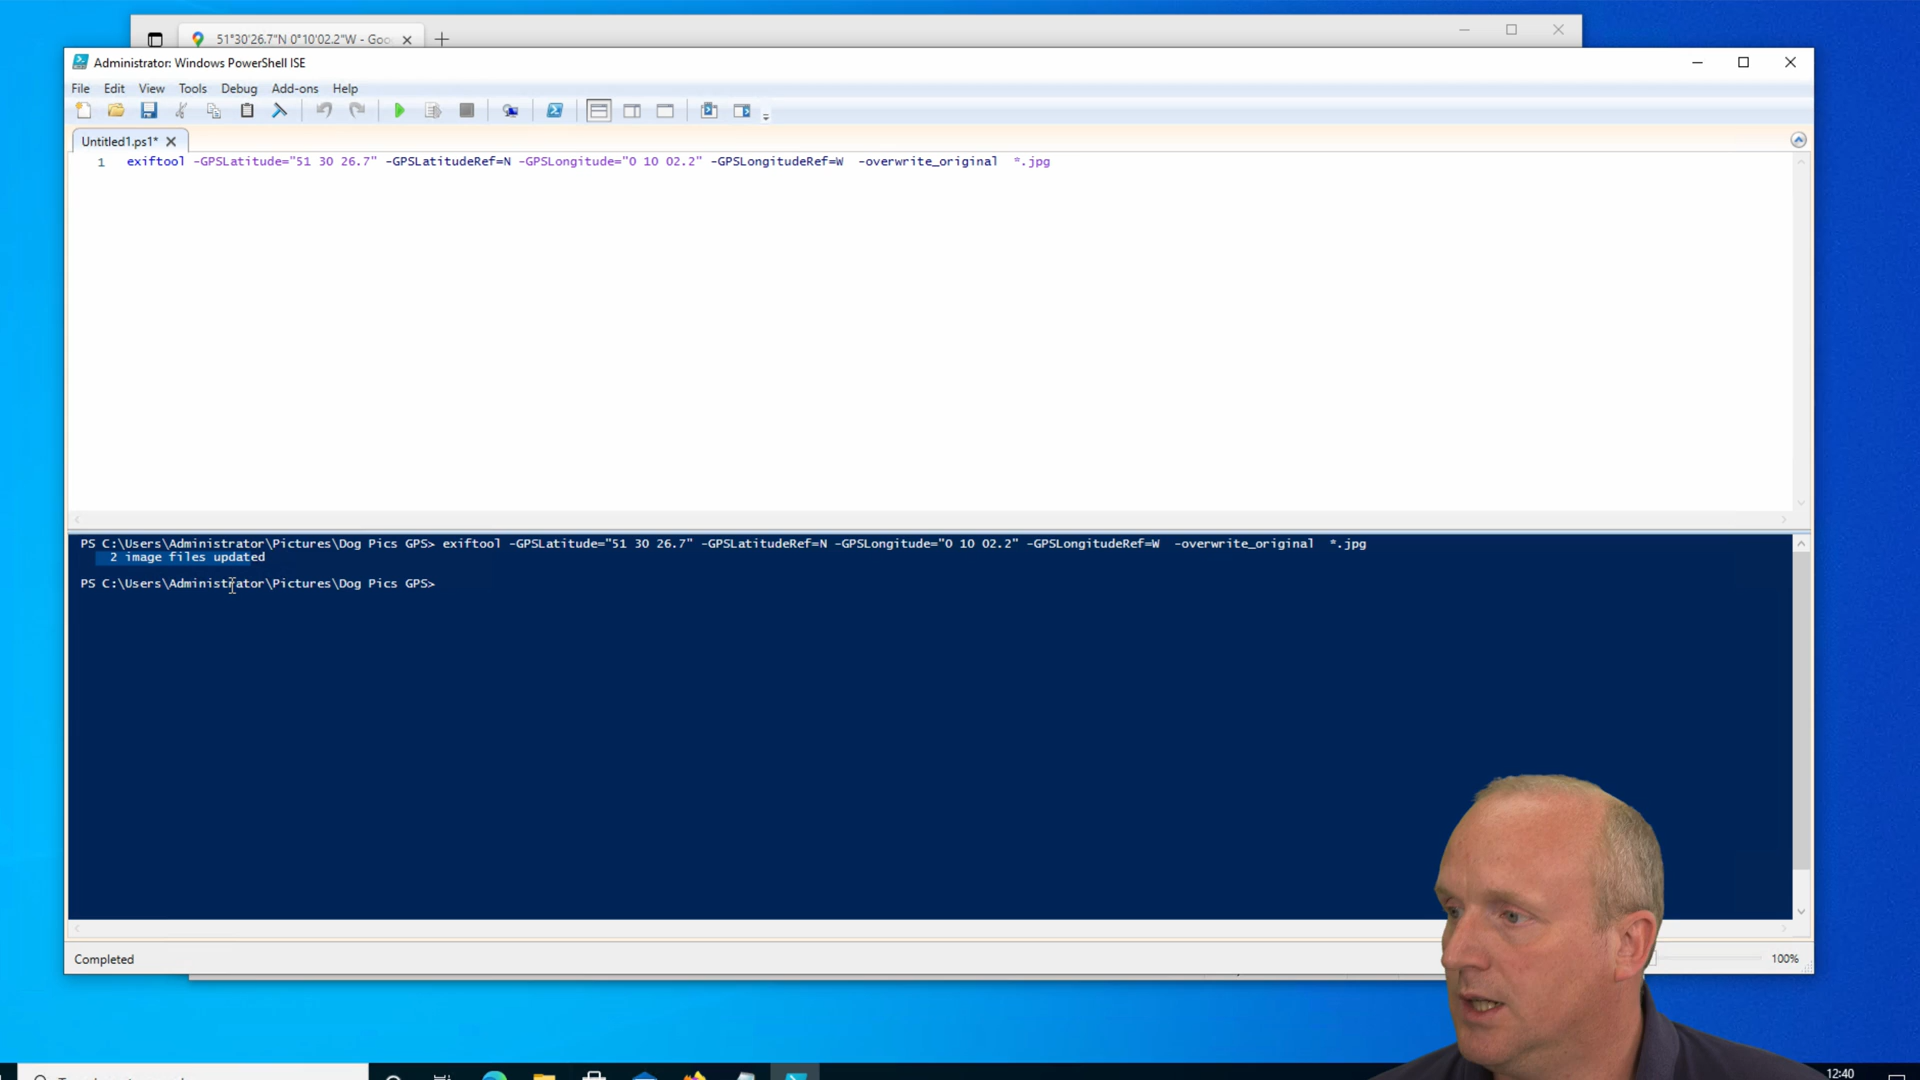 51°30'26.7"N 0°10'02.2"W - Goo
Administrator: Windows PowerShell ISE
File Edit View Tools Debug Add-ons Help
Untitled1.ps1*
1 exiftool -GPSLatitude="51 30 26.7" -GPSLatitudeRef=N -GPSLongitude="0 10 02.2" -GPSLongitudeRef=W -overwrite_original *.jpg
PS C:\Users\Administrator\Pictures\Dog Pics GPS> exiftool -GPSLatitude="51 30 26.7" -GPSLatitudeRef=N -GPSLongitude="0 10 02.2" -GPSLongitudeRef=W -overwrite_original *.jpg
2 image files updated
PS C:\Users\Administrator\Pictures\Dog Pics GPS>
Completed
100%
12:40